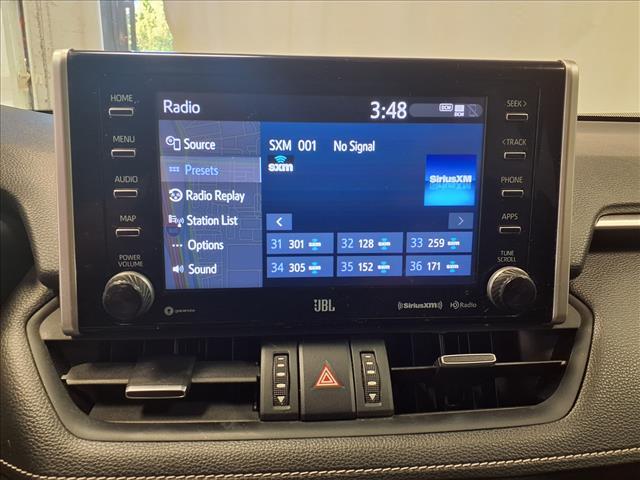 Radio
3:48
DCM
DCM
HOME
MENU
AUDIO
MAP
POWER
VOLUME
Source
Presets
Radio Replay
Station List
Options
Sound
SXM 001 No Signal
sxm
SiriusXM
31 301
32 128
33 259
34 305
35 152
36 171
SEEK >
< TRACK
PHONE
APPS
TUNE
SCROLL
JBL
SiriusXM
HD Radio